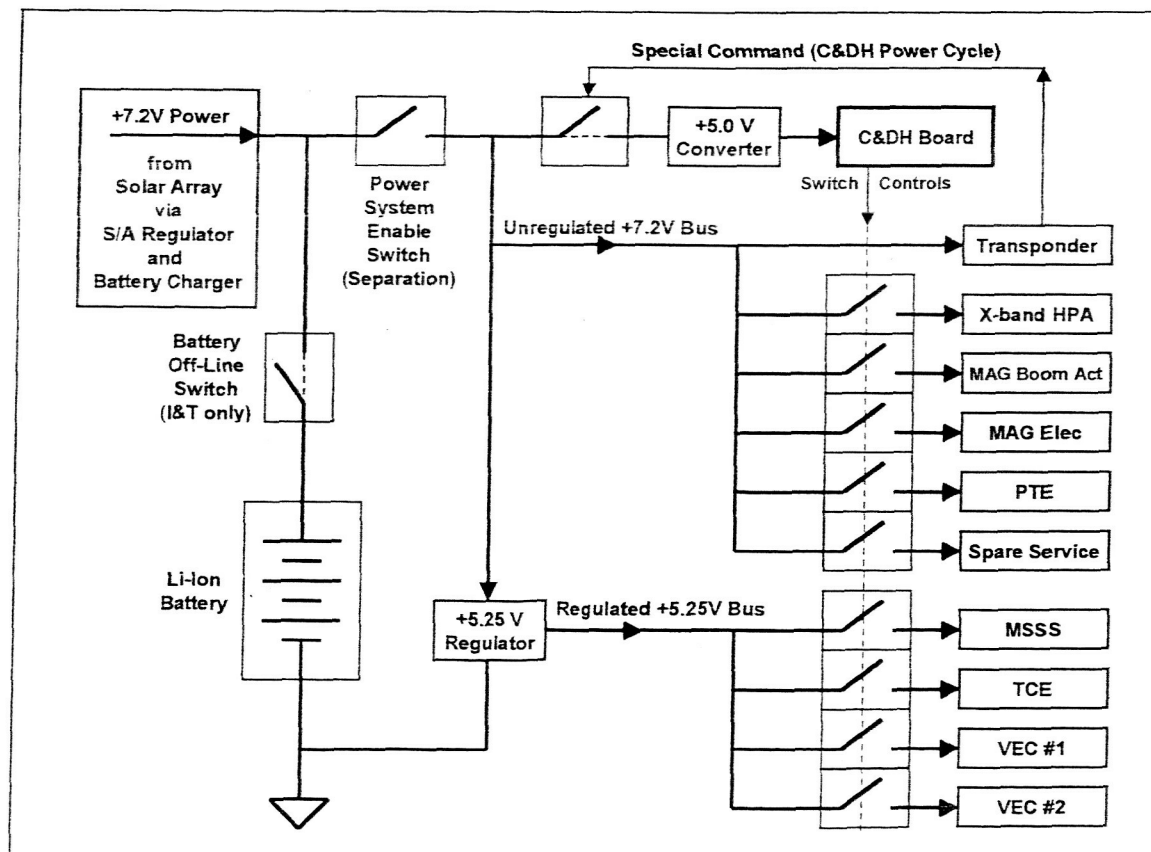 Special Command (C&DH Power Cycle)
+7.2V Power
from
Solar Array
via
S/A Regulator
and
Battery Charger
Power
System
Enable
Switch
(Separation)
+5.0 V
Converter
C&DH Board
Switch Controls
Unregulated +7.2V Bus
Transponder
X-band HPA
MAG Boom Act
MAG Elec
PTE
Spare Service
Battery
Off-Line
Switch
(I&T only)
Li-Ion
Battery
+5.25 V
Regulator
Regulated +5.25V Bus
MSSS
TCE
VEC #1
VEC #2